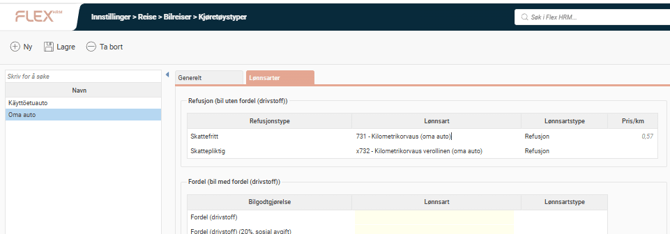 FLEX HRM
Innstillinger > Reise > Bilreiser > Kjøretøystyper
Søk i Flex HRM...
Ny Lagre Ta bort
Skriv for å søke
Navn
Käyttöetuauto
Oma auto
Generelt Lønnsarter
Refusjon (bil uten fordel (drivstoff))
Refusjonstype Lønnsart Lønnsartstype Pris/km
Skattefritt 731 - Kilometrikorvaus (oma auto) Refusjon 0,57
Skattepliktig x732 - Kilometrikorvaus verollinen (oma auto) Refusjon
Fordel (bil med fordel (drivstoff))
Bilgodtgjørelse Lønnsart Lønnsartstype
Fordel (drivstoff)
Fordel (drivstoff) (20% sosial avgift)